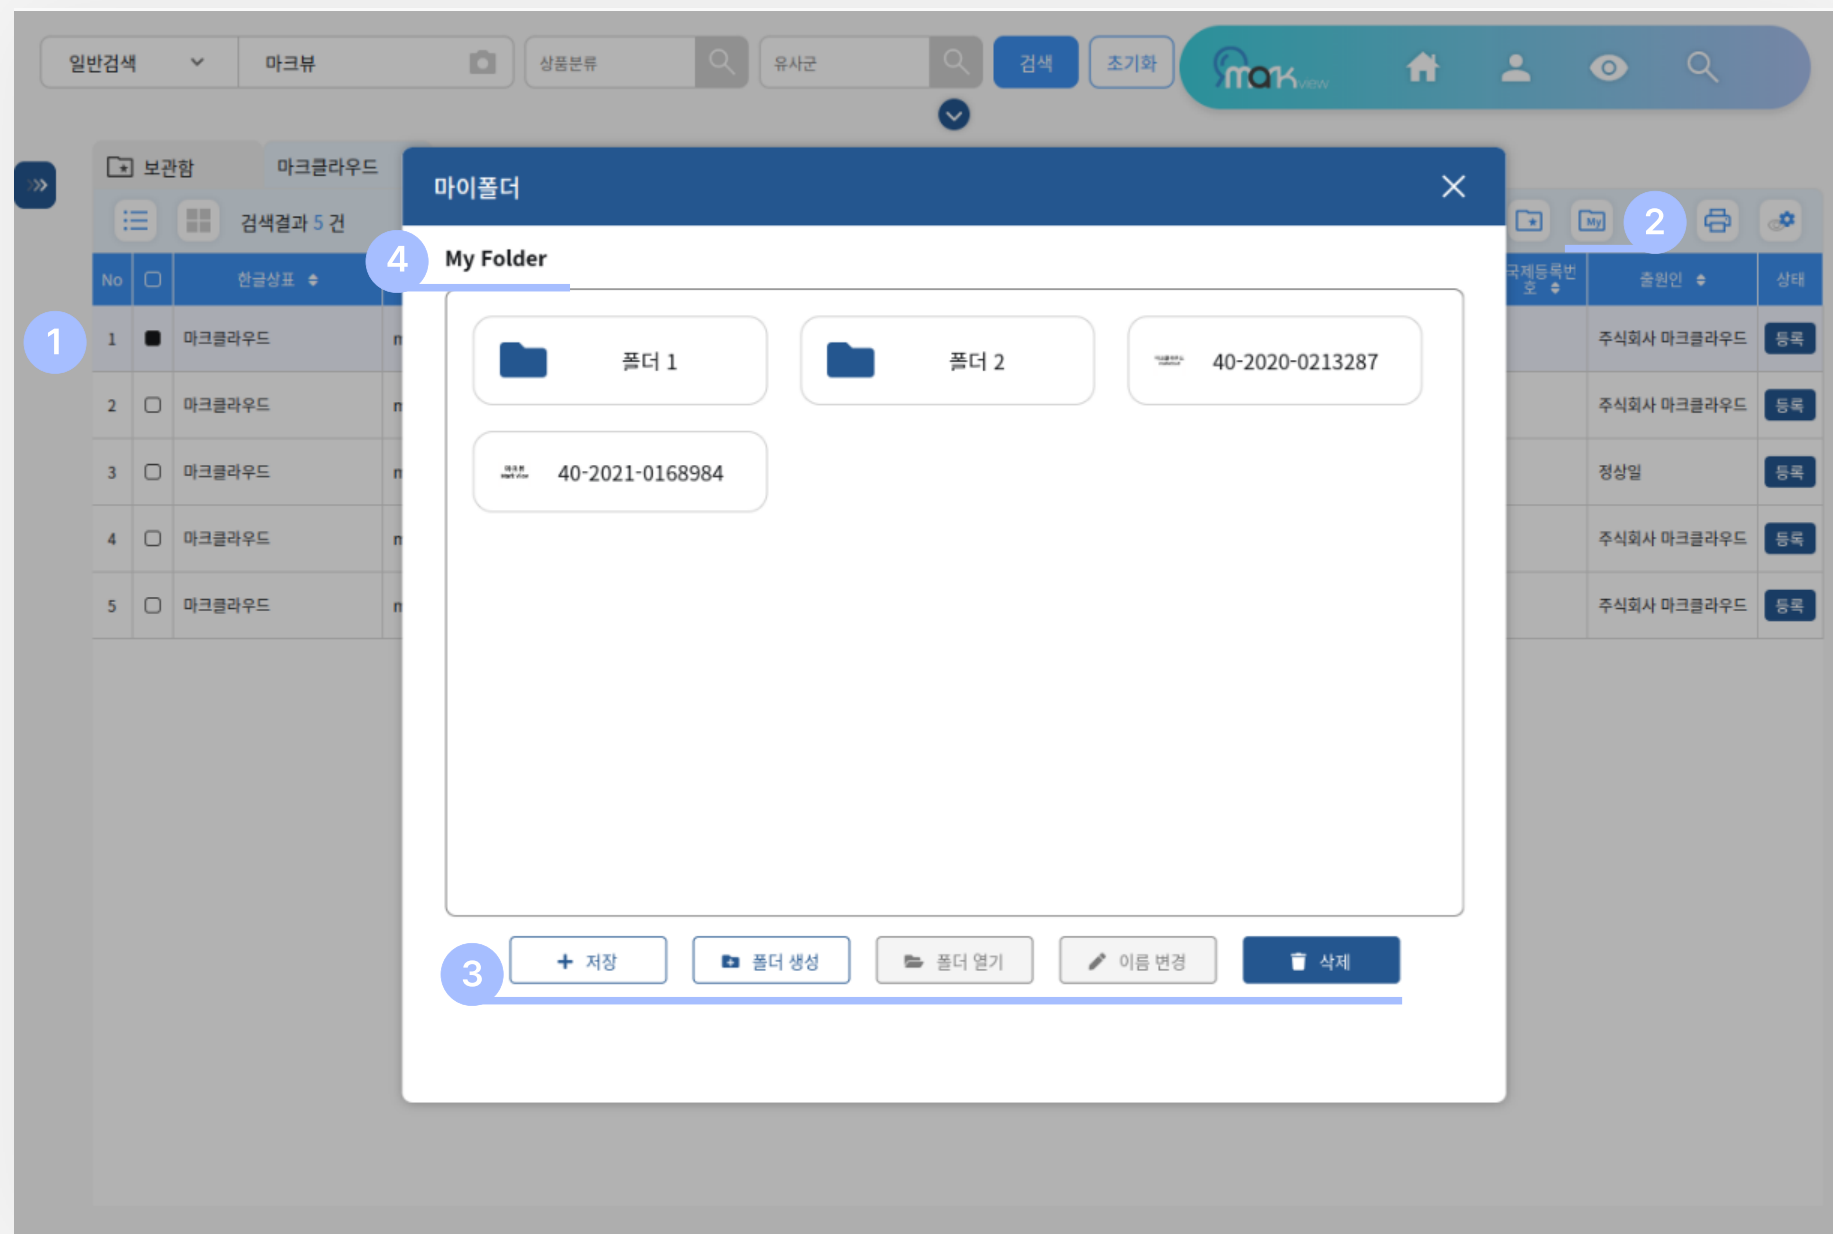 일반검색 마크뷰 상품분류 유사군 검색 초기화 mark view
보관함 마크클라우드
마이폴더
검색결과 5 건 My 2
4 My Folder
No 한글상표 국제등록번호 출원인 상태
1
1 마크클라우드 주식회사 마크클라우드 등록
2 마크클라우드 주식회사 마크클라우드 등록
3 마크클라우드 정상일 등록
4 마크클라우드 주식회사 마크클라우드 등록
5 마크클라우드 주식회사 마크클라우드 등록
폴더 1 폴더 2 40-2020-0213287
40-2021-0168984
3 저장 폴더 생성 폴더 열기 이름 변경 삭제